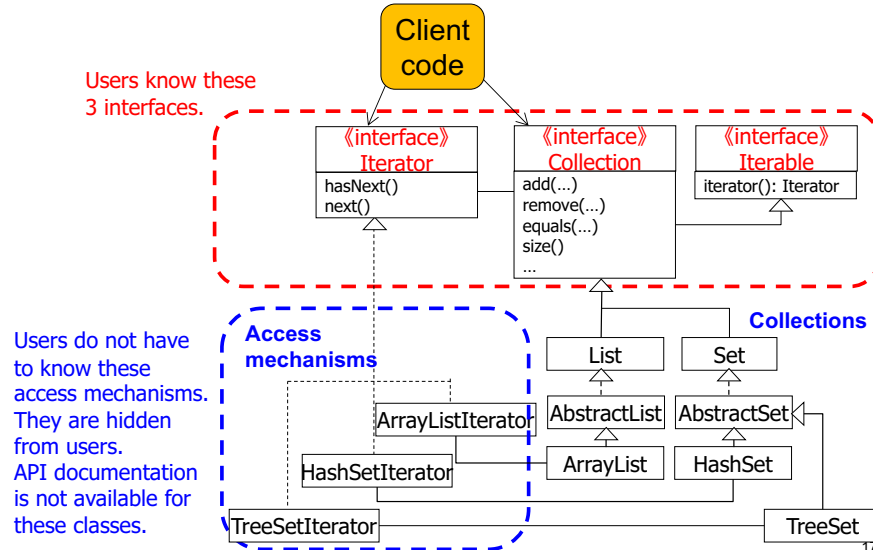 Client
code
Users know these
3 interfaces.
《interface》
Iterator
hasNext()
next()
《interface》
Collection
add(…)
remove(…)
equals(…)
size()
…
《interface》
Iterable
iterator(): Iterator
Users do not have
to know these
access mechanisms.
They are hidden
from users.
API documentation
is not available for
these classes.
Access
mechanisms
Collections
List
Set
ArrayListIterator
AbstractList
AbstractSet
HashSetIterator
ArrayList
HashSet
TreeSetIterator
TreeSet